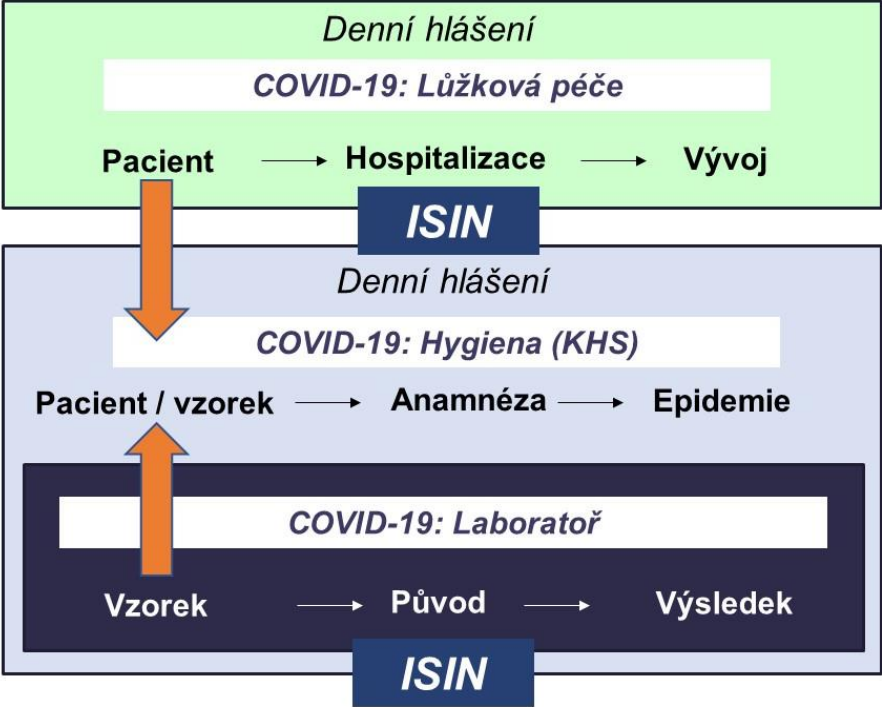 Denní hlášení
COVID-19: Lůžková péče
Pacient Hospitalizace Vývoj
ISIN
Denní hlášení
COVID-19: Hygiena (KHS)
Pacient / vzorek Anamnéza Epidemie
COVID-19: Laboratoř
Vzorek Původ Výsledek
ISIN